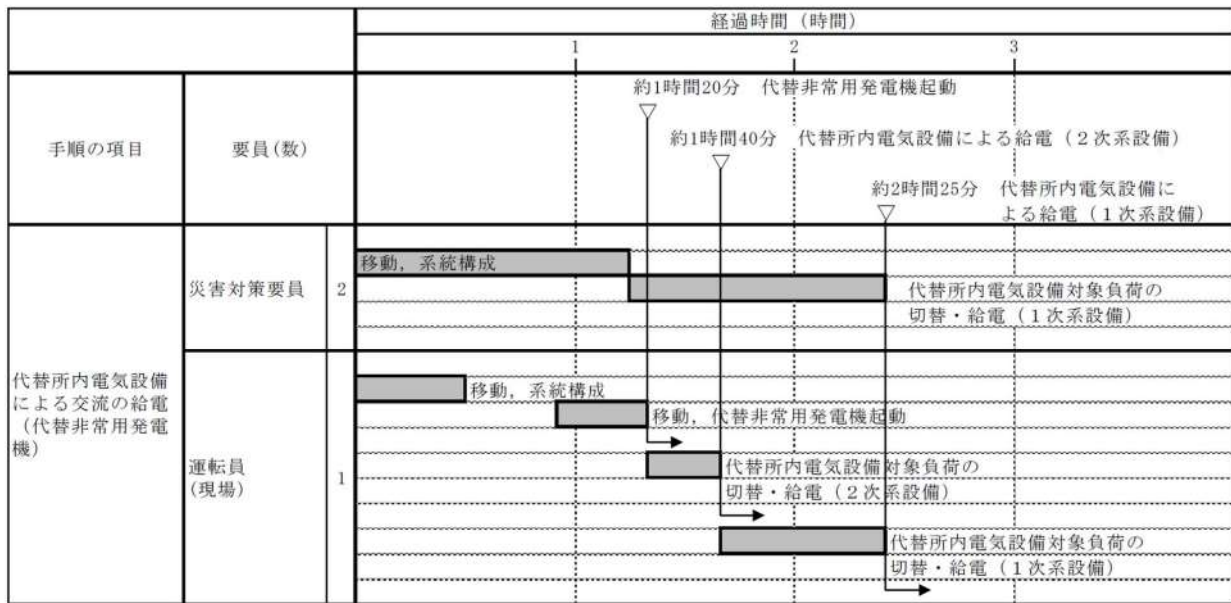 経過時間（時間）
1
2
3
手順の項目
要員(数)
約1時間20分　代替非常用発電機起動
約1時間40分　代替所内電気設備による給電（２次系設備）
約2時間25分　代替所内電気設備に
よる給電（１次系設備）
代替所内電気設備
による交流の給電
（代替非常用発電
機）
災害対策要員
2
移動，系統構成
代替所内電気設備対象負荷の
切替・給電（１次系設備）
運転員
(現場)
1
移動，系統構成
移動，代替非常用発電機起動
代替所内電気設備対象負荷の
切替・給電（２次系設備）
代替所内電気設備対象負荷の
切替・給電（１次系設備）